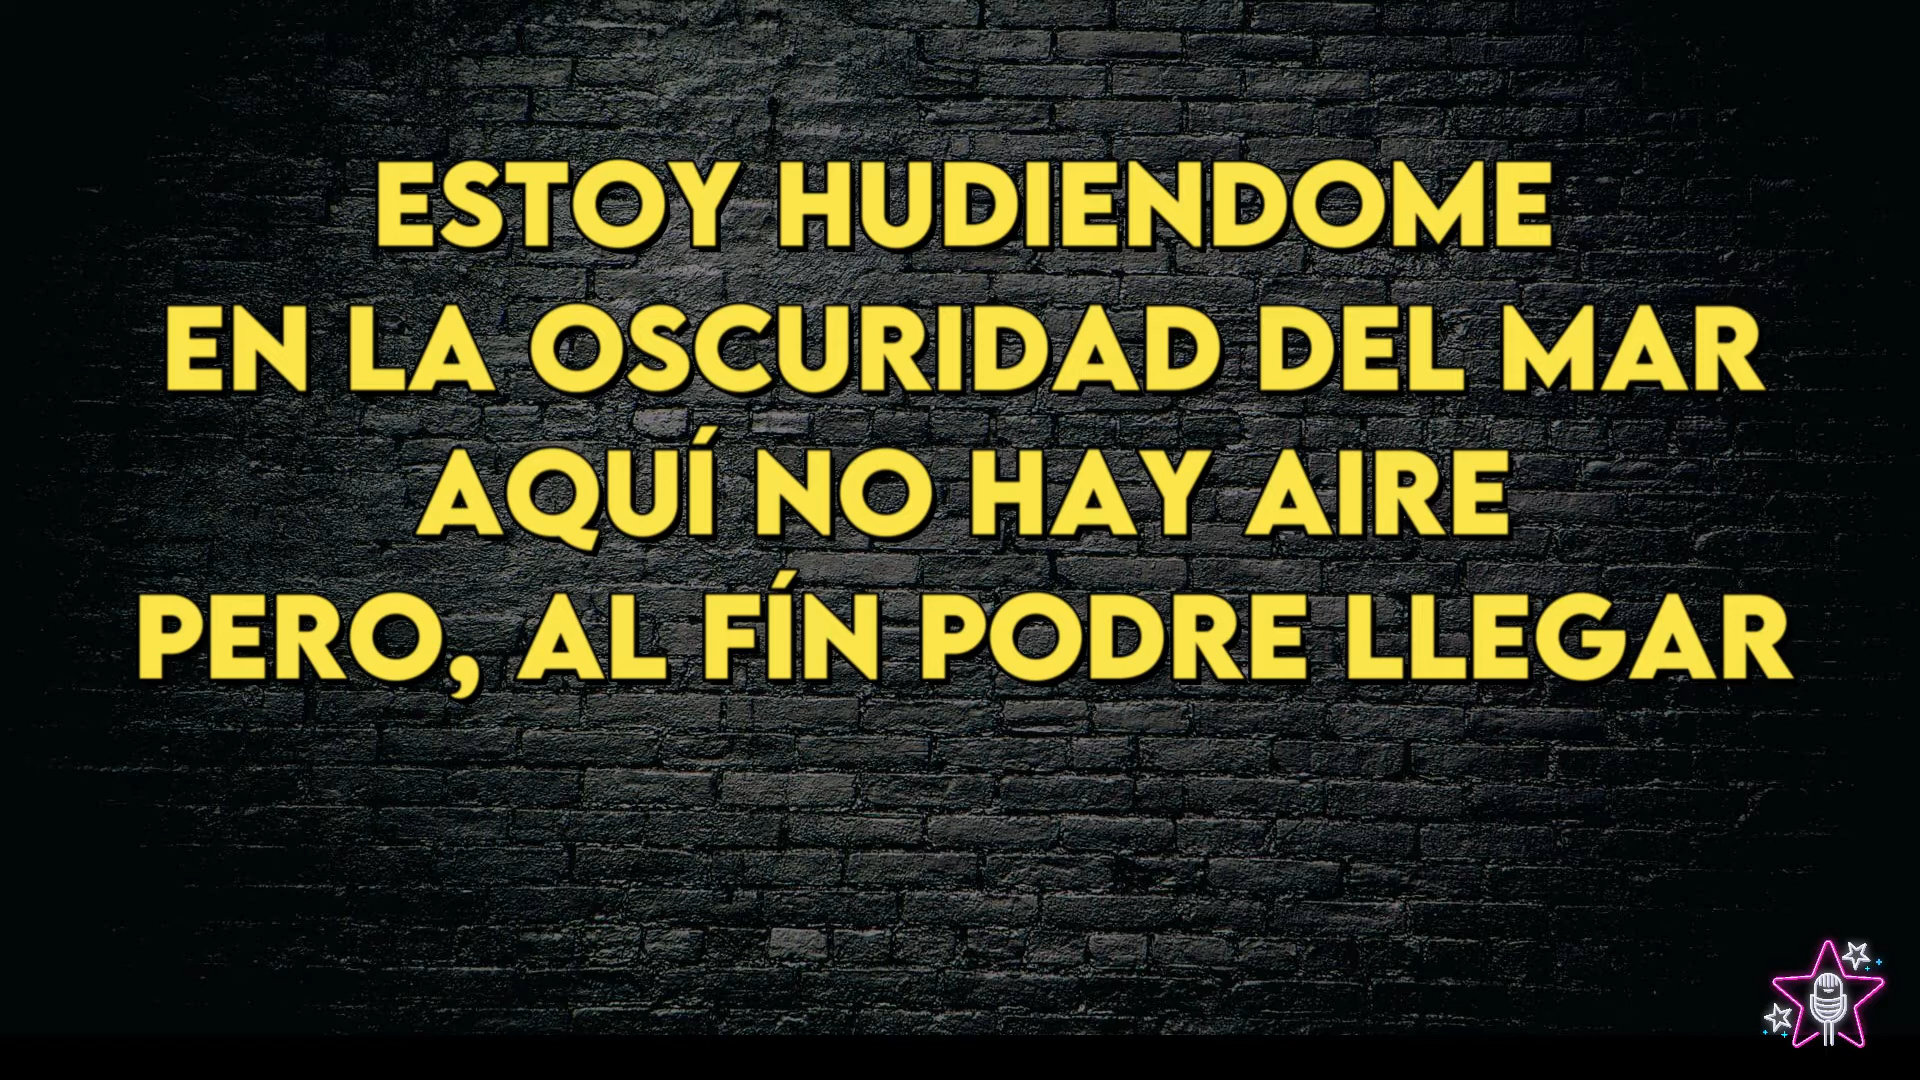 ESTOY HUDIENDOME
EN LA OSCURIDAD DEL MAR
AQUÍ NO HAY AIRE
PERO, AL FÍN PODRE LLEGAR